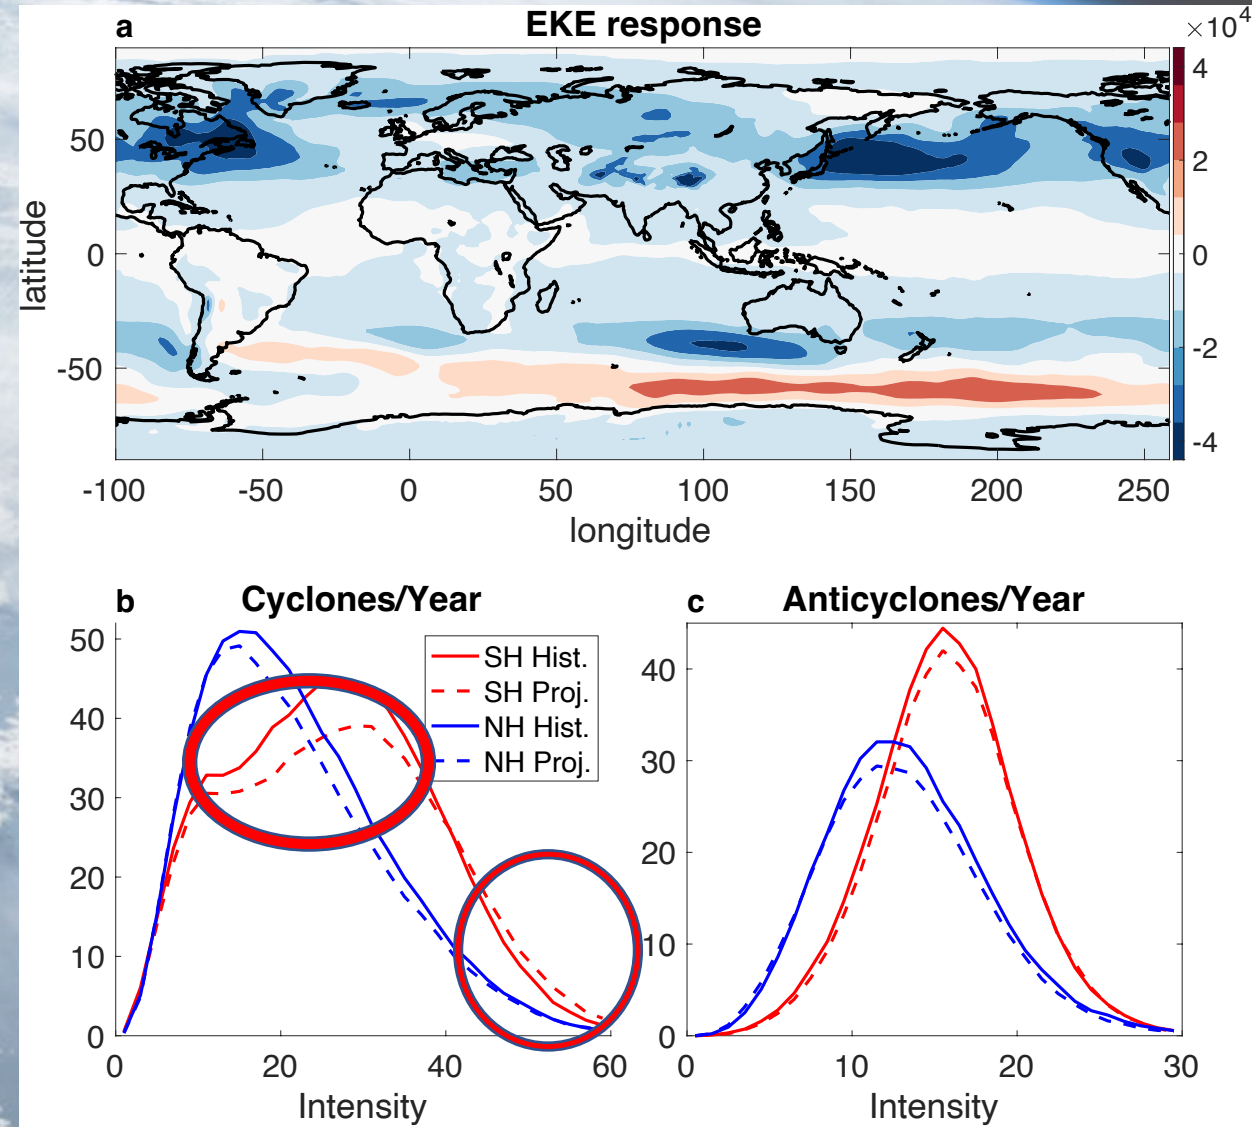 a
EKE response
×10⁴
latitude
50
0
-50
-100
-50
0
50
100
150
200
250
longitude
4
2
0
-2
-4
b
Cyclones/Year
50
40
30
20
10
0
0
20
40
60
Intensity
SH Hist.
SH Proj.
NH Hist.
NH Proj.
c
Anticyclones/Year
40
30
20
10
0
0
10
20
30
Intensity